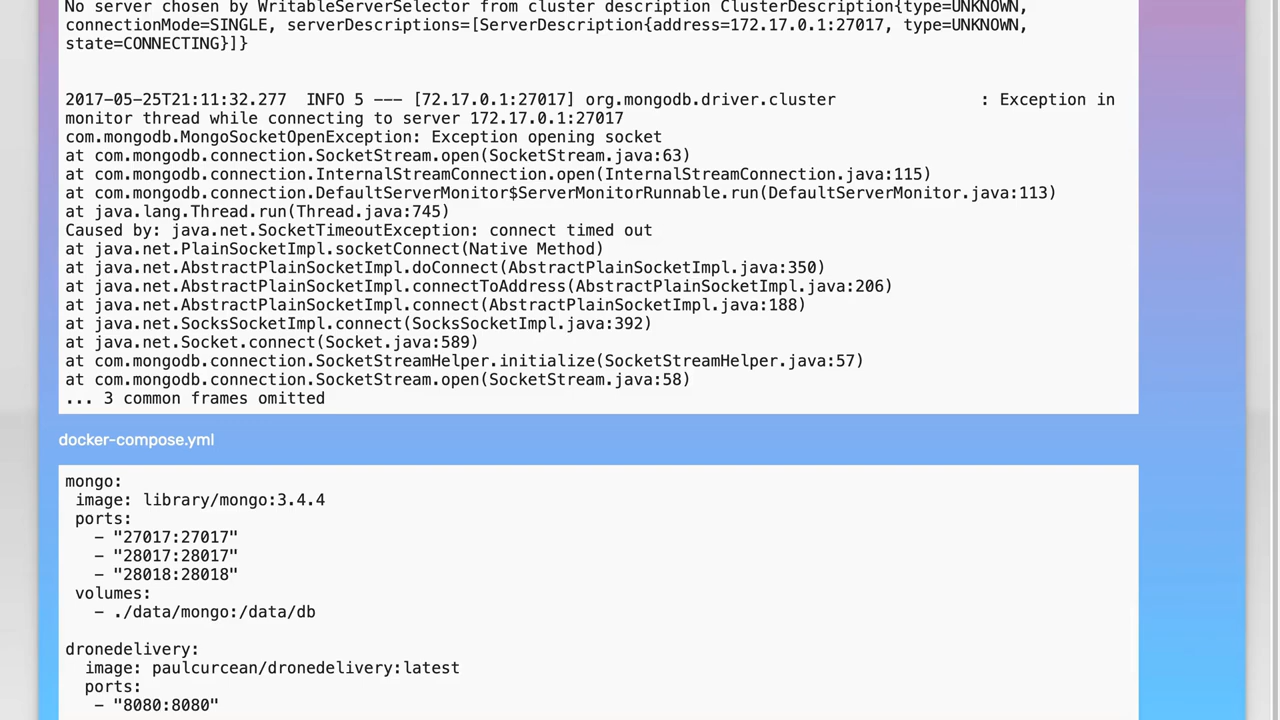 No server chosen by WritableServerSelector from cluster description ClusterDescription{type=UNKNOWN,
connectionMode=SINGLE, serverDescriptions=[ServerDescription{address=172.17.0.1:27017, type=UNKNOWN,
state=CONNECTING}]}
2017-05-25T21:11:32.277  INFO 5 --- [72.17.0.1:27017] org.mongodb.driver.cluster               : Exception in
monitor thread while connecting to server 172.17.0.1:27017
com.mongodb.MongoSocketOpenException: Exception opening socket
at com.mongodb.connection.SocketStream.open(SocketStream.java:63)
at com.mongodb.connection.InternalStreamConnection.open(InternalStreamConnection.java:115)
at com.mongodb.connection.DefaultServerMonitor$ServerMonitorRunnable.run(DefaultServerMonitor.java:113)
at java.lang.Thread.run(Thread.java:745)
Caused by: java.net.SocketTimeoutException: connect timed out
at java.net.PlainSocketImpl.socketConnect(Native Method)
at java.net.AbstractPlainSocketImpl.doConnect(AbstractPlainSocketImpl.java:350)
at java.net.AbstractPlainSocketImpl.connectToAddress(AbstractPlainSocketImpl.java:206)
at java.net.AbstractPlainSocketImpl.connect(AbstractPlainSocketImpl.java:188)
at java.net.SocksSocketImpl.connect(SocksSocketImpl.java:392)
at java.net.Socket.connect(Socket.java:589)
at com.mongodb.connection.SocketStreamHelper.initialize(SocketStreamHelper.java:57)
at com.mongodb.connection.SocketStream.open(SocketStream.java:58)
... 3 common frames omitted
docker-compose.yml
mongo:
 image: library/mongo:3.4.4
 ports:
   - "27017:27017"
   - "28017:28017"
   - "28018:28018"
 volumes:
   - ./data/mongo:/data/db
dronedelivery:
  image: paulcurcean/dronedelivery:latest
  ports:
   - "8080:8080"